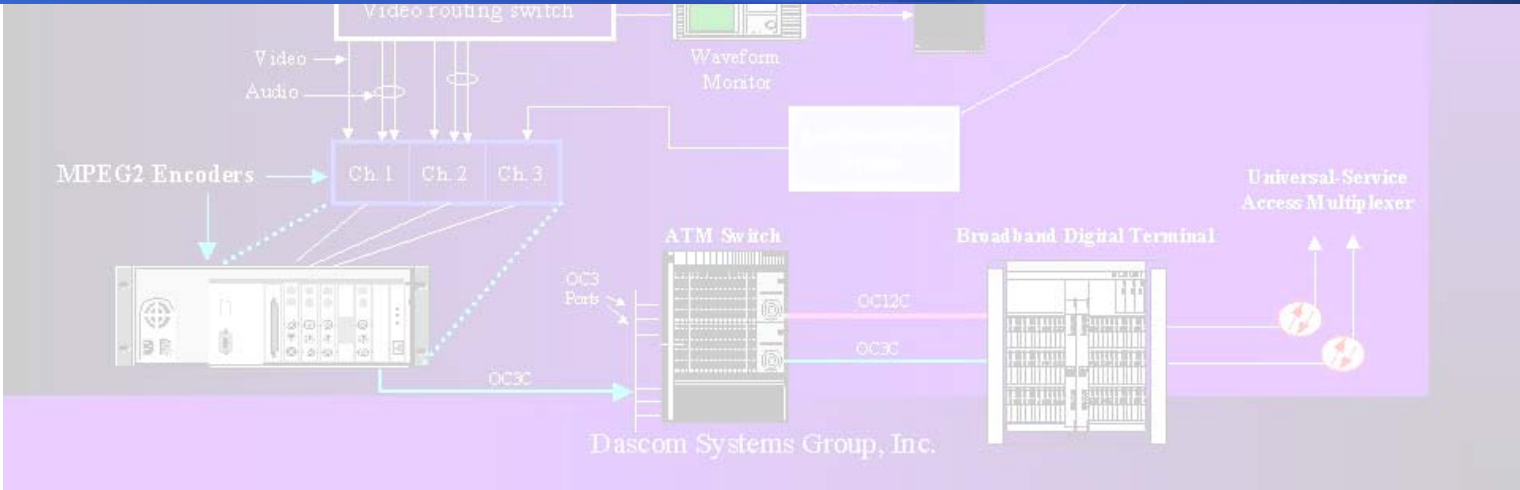 Video routing switch
Video
Waveform
Monitor
Audio
MPEG2 Encoders
Ch. 1
Ch. 2
Ch. 3
Universal-Service
Access Multiplexer
ATM Switch
Broadband Digital Terminal
OC3
Ports
OC12C
OC3C
OC3C
Dascom Systems Group, Inc.